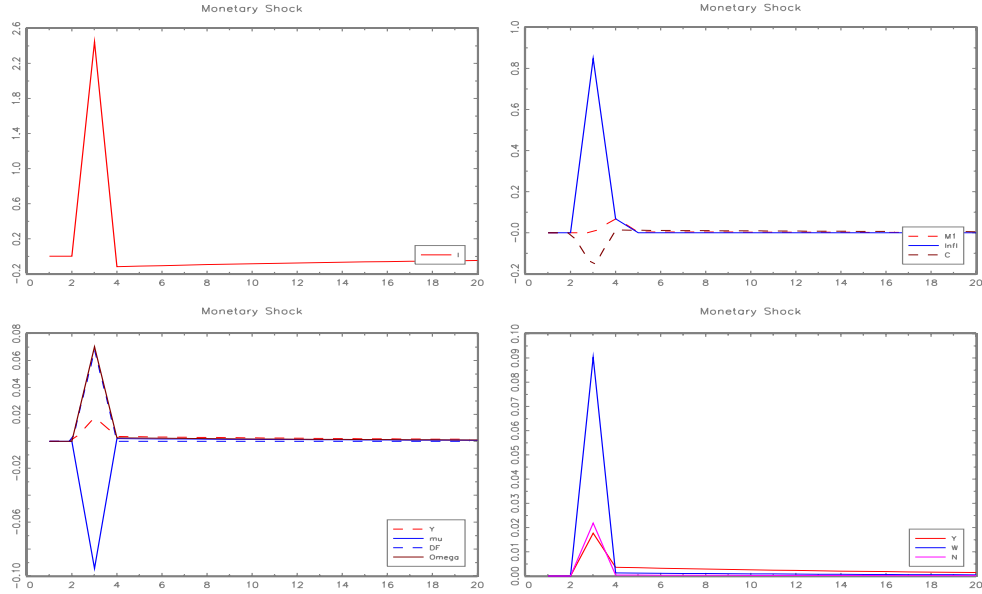 Monetary Shock
2.6
2.2
1.8
1.4
1.0
0.6
0.2
-0.2
0 2 4 6 8 10 12 14 16 18 20
I
Monetary Shock
1.0
0.8
0.6
0.4
0.2
-0.0
-0.2
0 2 4 6 8 10 12 14 16 18 20
M1
Infl
C
Monetary Shock
0.08
0.06
0.04
0.02
-0.02
-0.06
-0.10
0 2 4 6 8 10 12 14 16 18 20
Y
mu
DF
Omega
Monetary Shock
0.10
0.09
0.08
0.07
0.06
0.05
0.04
0.03
0.02
0.01
0.00
0 2 4 6 8 10 12 14 16 18 20
Y
W
N